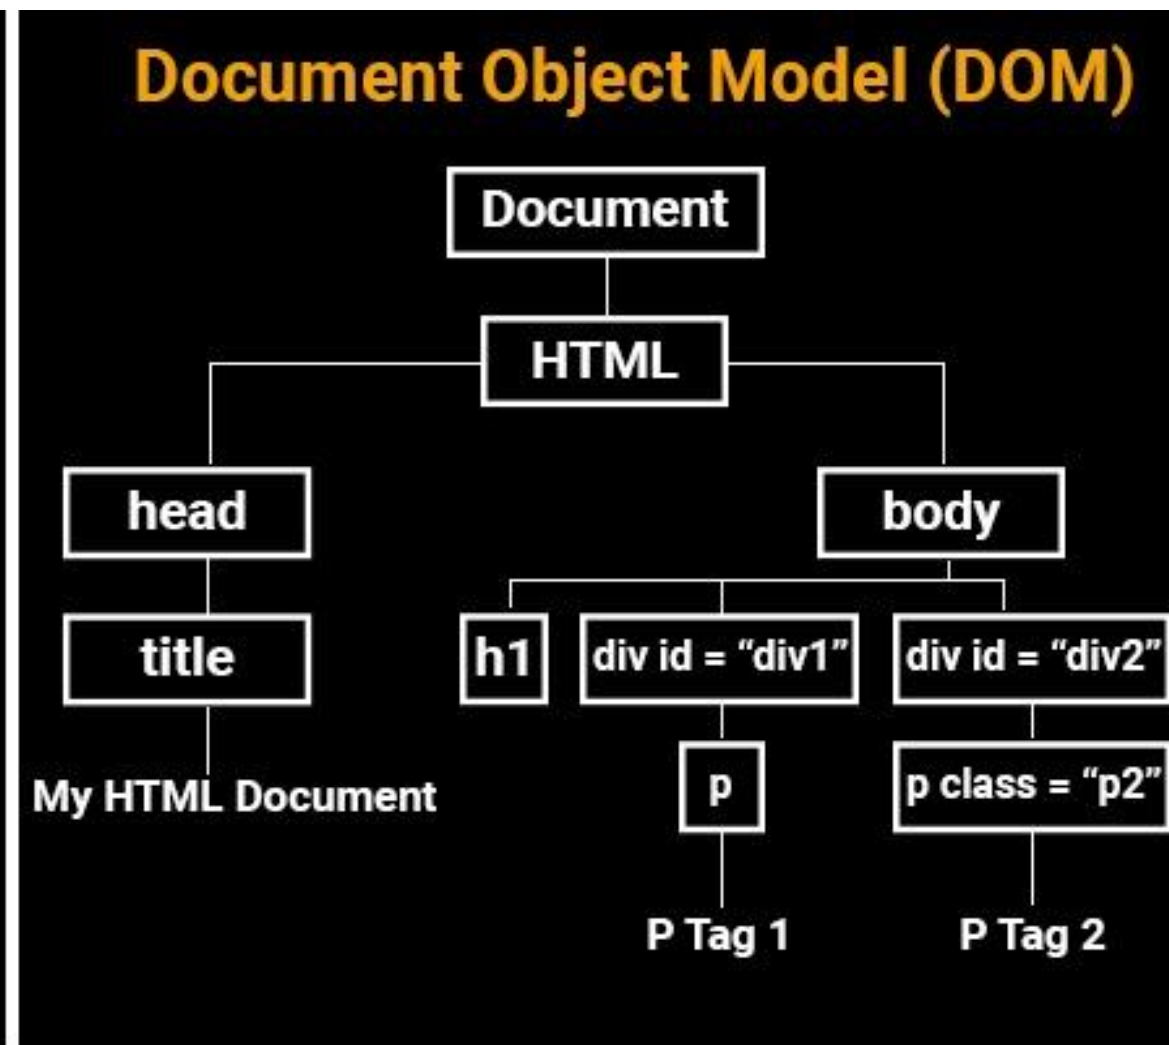 Document Object Model (DOM)
Document
HTML
head
body
title
h1
div id = “div1”
div id = “div2”
My HTML Document
p
p class = “p2”
P Tag 1
P Tag 2